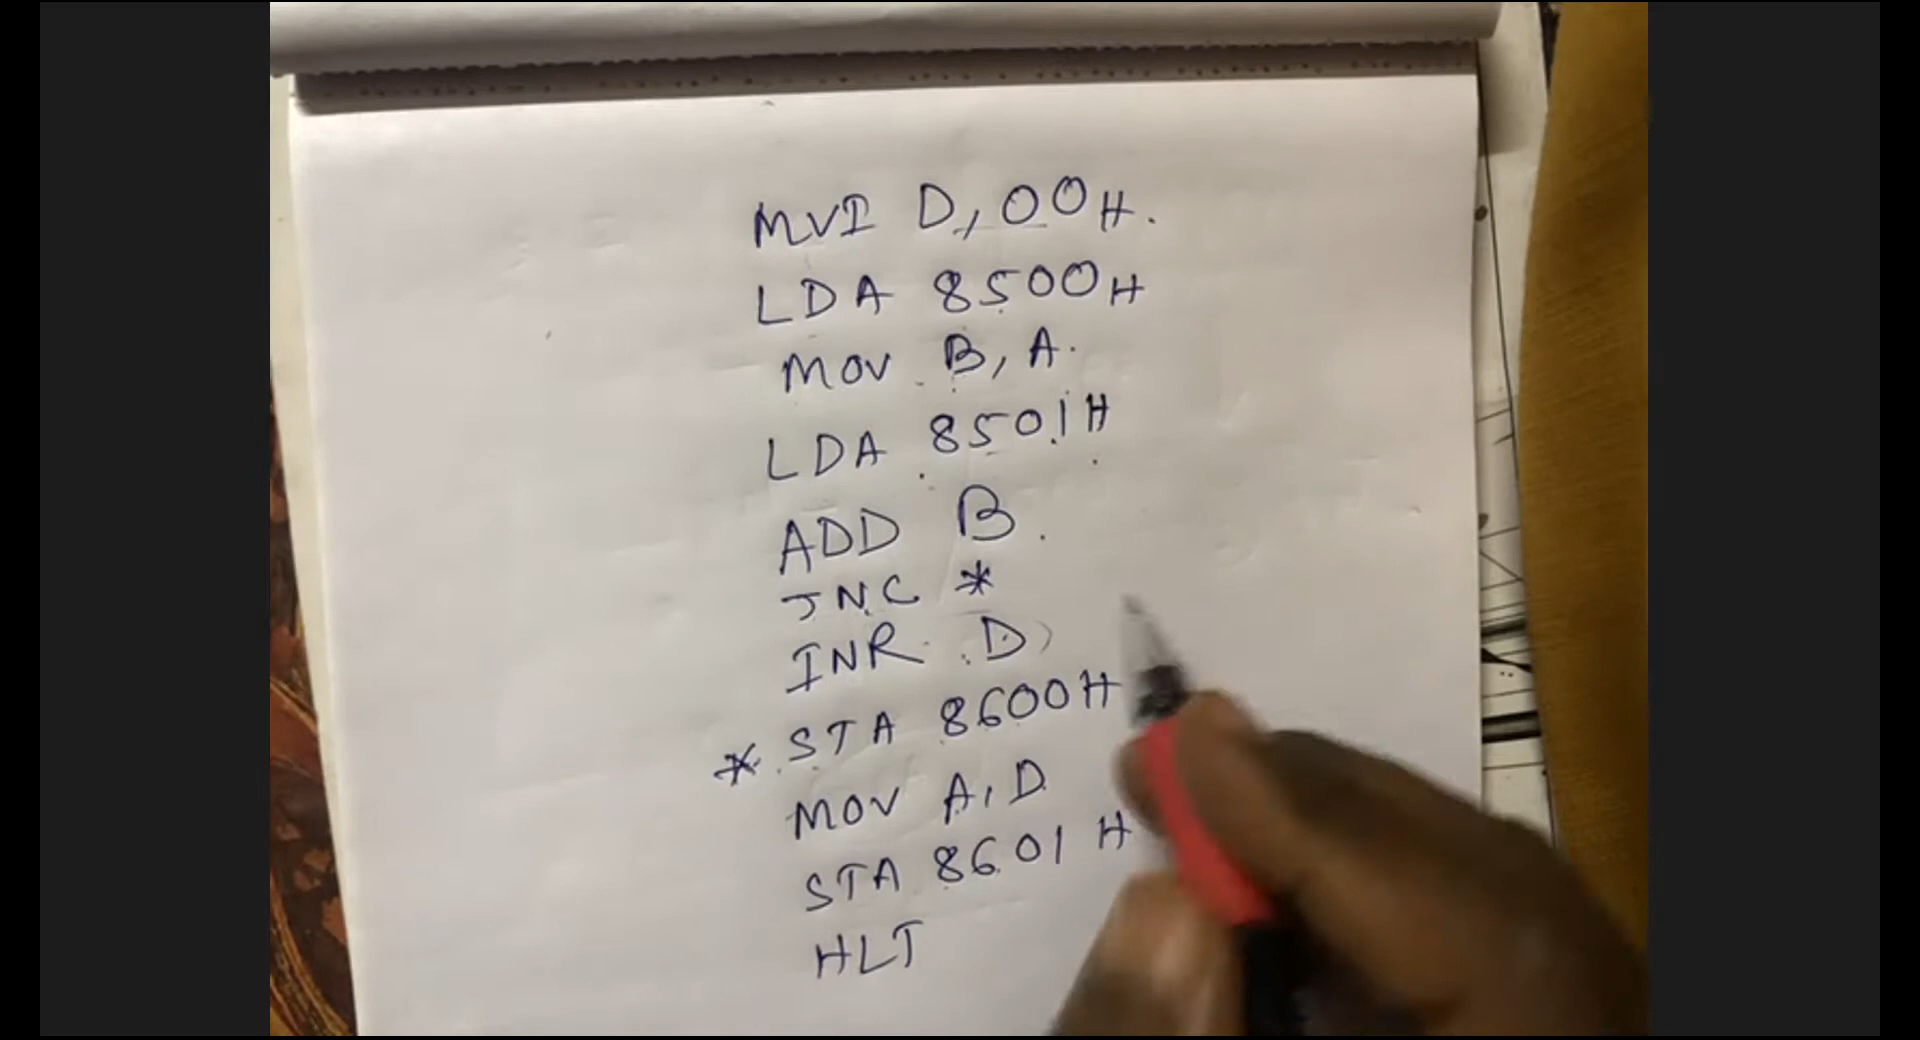 MVI D, 00H.
LDA 8500H
MOV B, A.
LDA 8501H
ADD B.
JNC *
INR D
* STA 8600H
MOV A, D
STA 8601 H
HLT